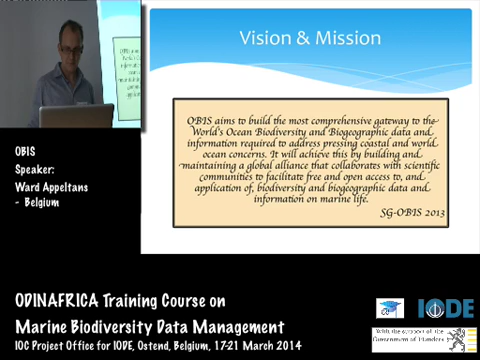 Vision & Mission
OBIS aims to build the most comprehensive gateway to the
World's Ocean Biodiversity and Biogeographic data and
information required to address pressing coastal and world
ocean concerns. It will achieve this by building and
maintaining a global alliance that collaborates with scientific
communities to facilitate free and open access to, and
application of, biodiversity and biogeographic data and
information on marine life.
SG-OBIS 2013
OBIS
Speaker:
Ward Appeltans
- Belgium
ODINAFRICA Training Course on
Marine Biodiversity Data Management
IOC Project Office for IODE, Ostend, Belgium, 17-21 March 2014
IODE
With the support of the
Government of Flanders